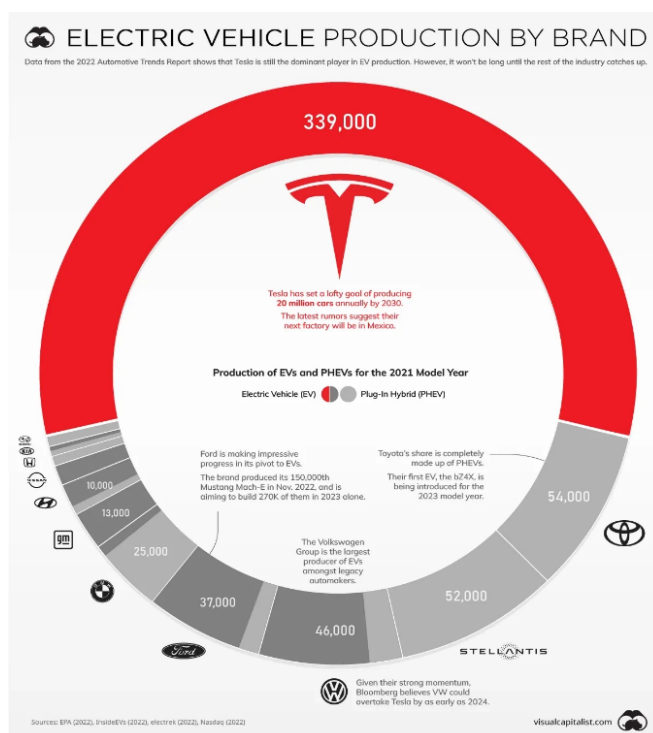 ELECTRIC VEHICLE PRODUCTION BY BRAND
Data from the 2022 Automotive Trends Report shows that Tesla is still the dominant player in EV production. However, it won't be long until the rest of the industry catches up.
339,000
Tesla has set a lofty goal of producing
20 million cars annually by 2030.
The latest rumors suggest their
next factory will be in Mexico.
Production of EVs and PHEVs for the 2021 Model Year
Electric Vehicle (EV)
Plug-In Hybrid (PHEV)
Ford is making impressive
progress in its pivot to EVs.
The brand produced its 150,000th
Mustang Mach-E in Nov. 2022, and is
aiming to build 270K of them in 2023 alone.
Toyota's share is completely
made up of PHEVs.
Their first EV, the bZ4X, is
being introduced for the
2023 model year.
The Volkswagen
Group is the largest
producer of EVs
amongst legacy
automakers.
10,000
13,000
25,000
37,000
46,000
52,000
54,000
KIA
NISSAN
gm
BMW
Ford
STELLANTIS
Given their strong momentum,
Bloomberg believes VW could
overtake Tesla by as early as 2024.
Sources: EPA (2022), InsideEVs (2022), electrek (2022), Nasdaq (2022)
visualcapitalist.com